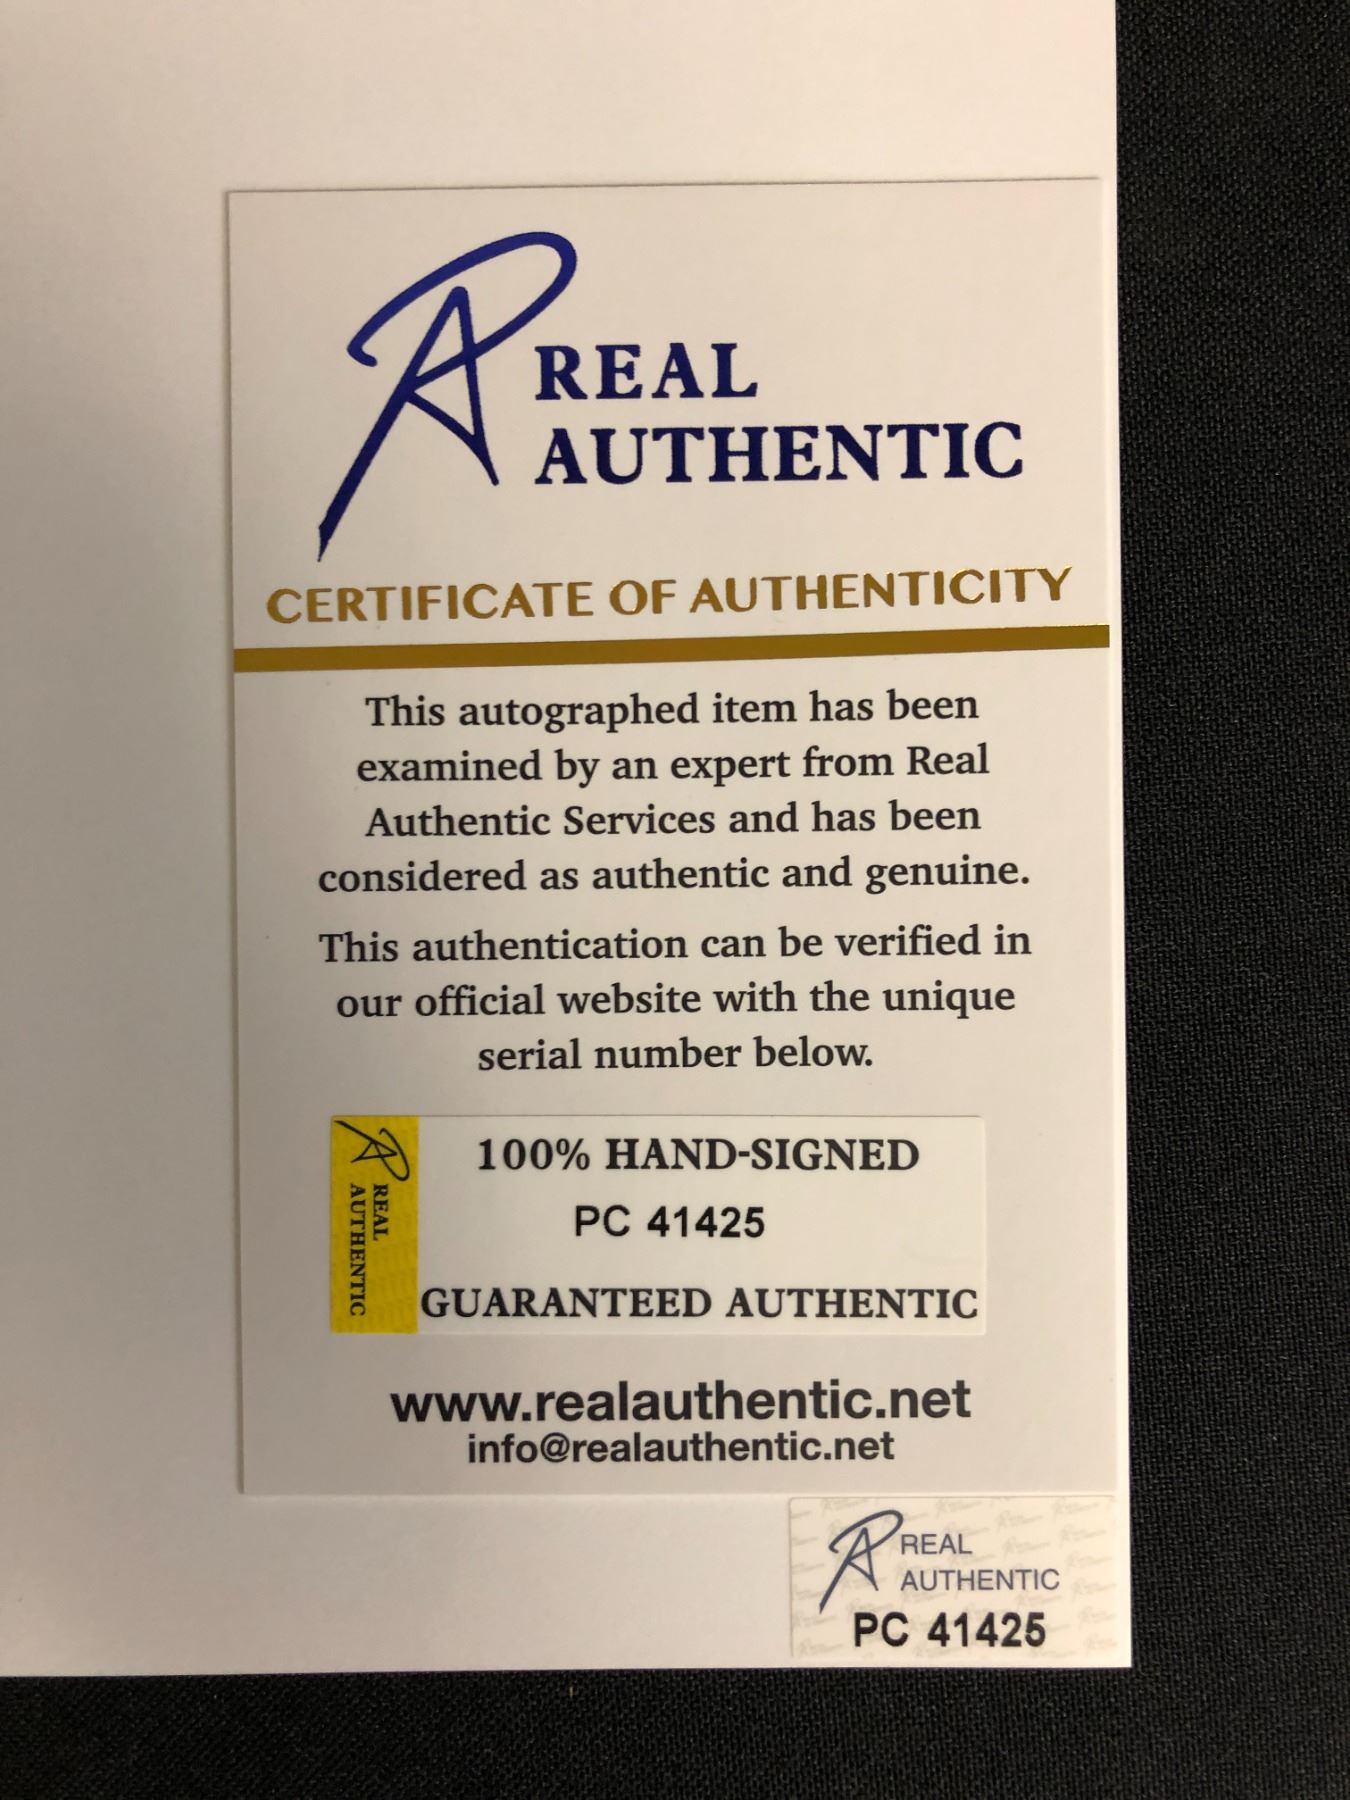 REAL
AUTHENTIC
CERTIFICATE OF AUTHENTICITY
This autographed item has been
examined by an expert from Real
Authentic Services and has been
considered as authentic and genuine.
This authentication can be verified in
our official website with the unique
serial number below.
REAL
AUTHENTIC
100% HAND-SIGNED
PC 41425
GUARANTEED AUTHENTIC
www.realauthentic.net
info@realauthentic.net
REAL
AUTHENTIC
PC 41425